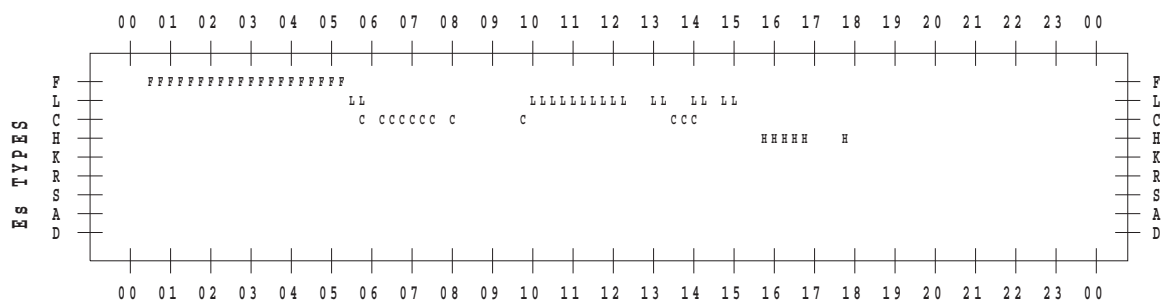 00 01 02 03 04 05 06 07 08 09 10 11 12 13 14 15 16 17 18 19 20 21 22 23 00
F FFFFFFFFFFFFFFFFFFFF F
L LL LLLLLLLLLL LL LL LL L
C C CCCCCC C C CCC C
H HHHHH H H
K K
R R
S S
A A
D D
Es TYPES
00 01 02 03 04 05 06 07 08 09 10 11 12 13 14 15 16 17 18 19 20 21 22 23 00